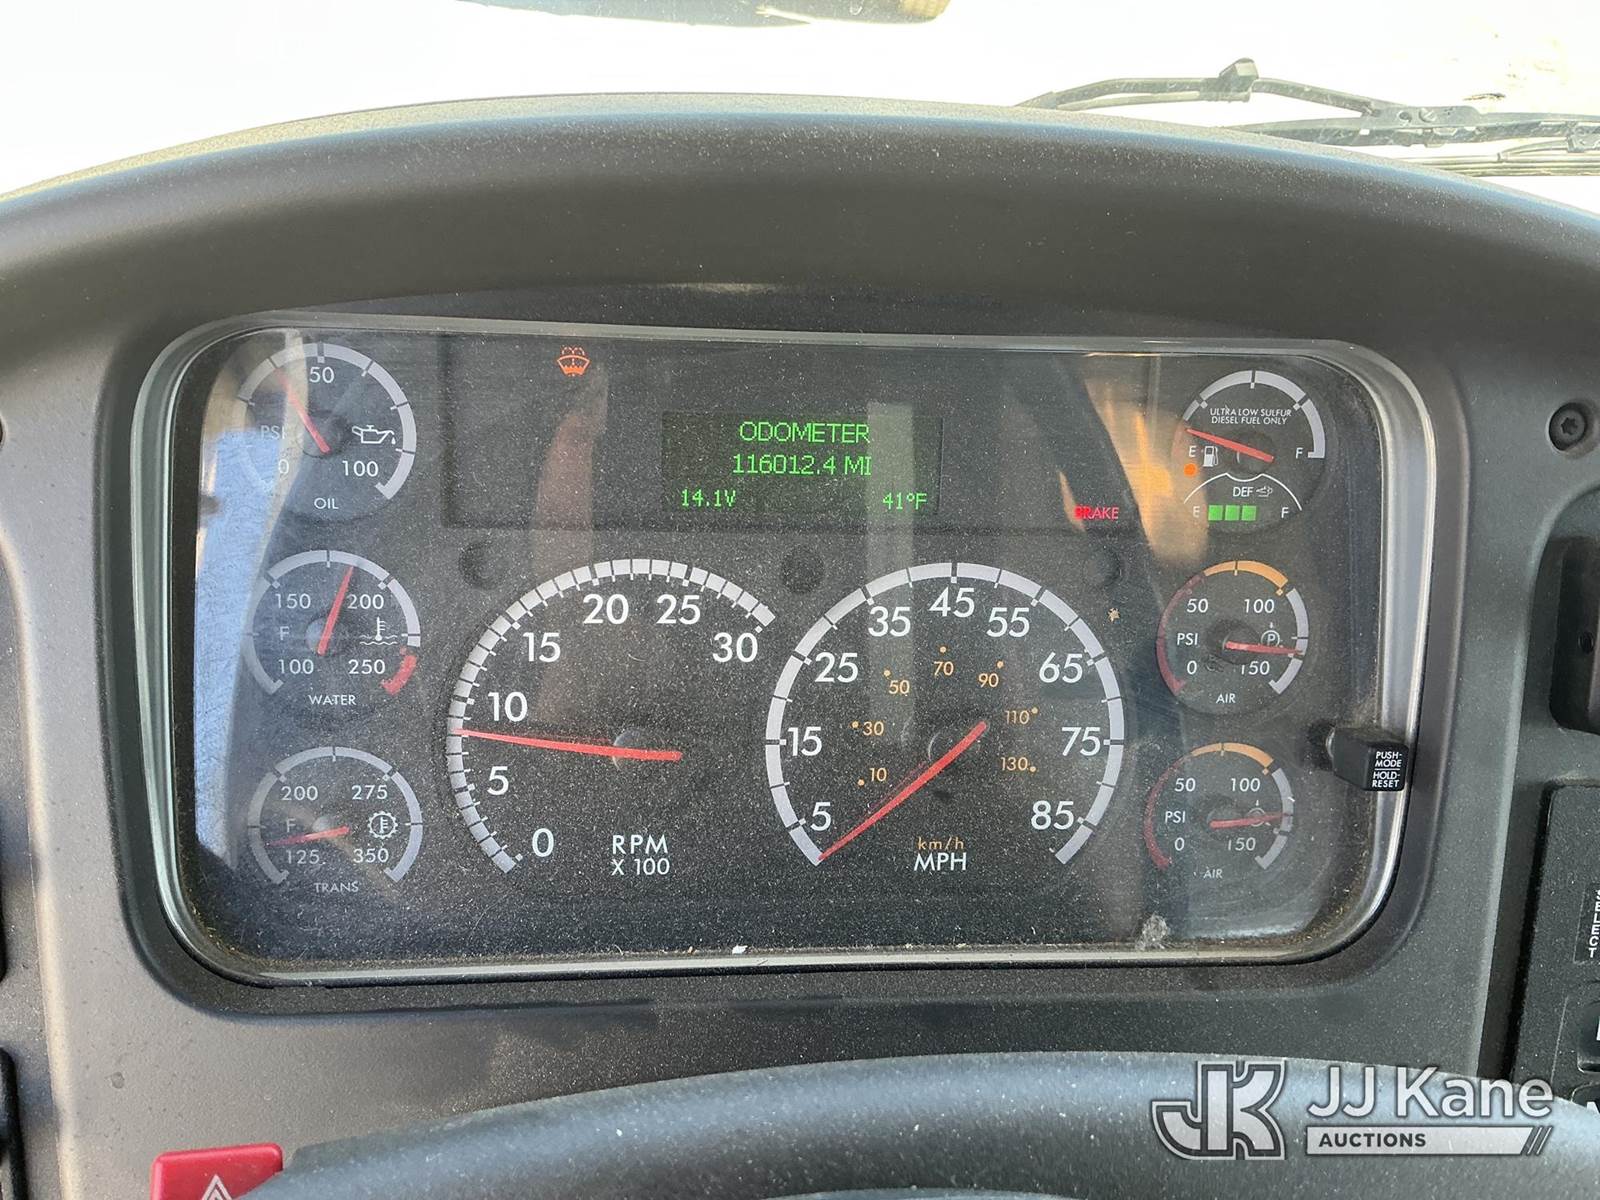 50
PSI
0
100
OIL
ODOMETER
116012.4 MI
14.1V
41°F
BRAKE
ULTRA LOW SULFUR
DIESEL FUEL ONLY
E
F
DEF
E
F
150
200
F
100
250
WATER
200
275
F
125
350
TRANS
0
5
10
15
20
25
30
RPM
X 100
5
15
25
35
45
55
65
75
85
10
30
50
70
90
110
130
km/h
MPH
50
100
PSI
P
0
150
AIR
50
100
PSI
0
150
AIR
PUSH-
MODE
HOLD-
RESET
SELECT
JK
JJ Kane
AUCTIONS